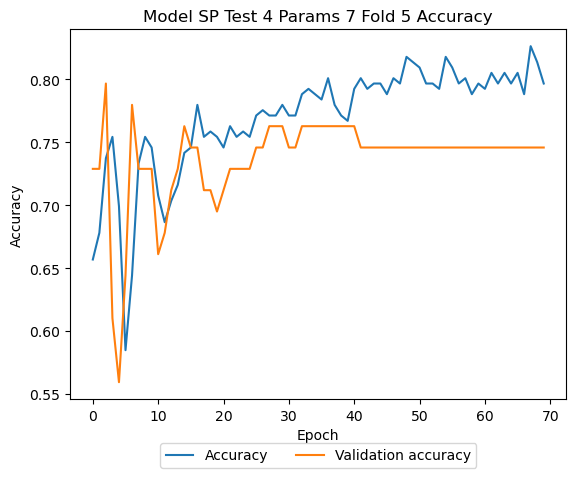 Model SP Test 4 Params 7 Fold 5 Accuracy
Accuracy
0.80
0.75
0.70
0.65
0.60
0.55
0 10 20 30 40 50 60 70
Epoch
Accuracy Validation accuracy